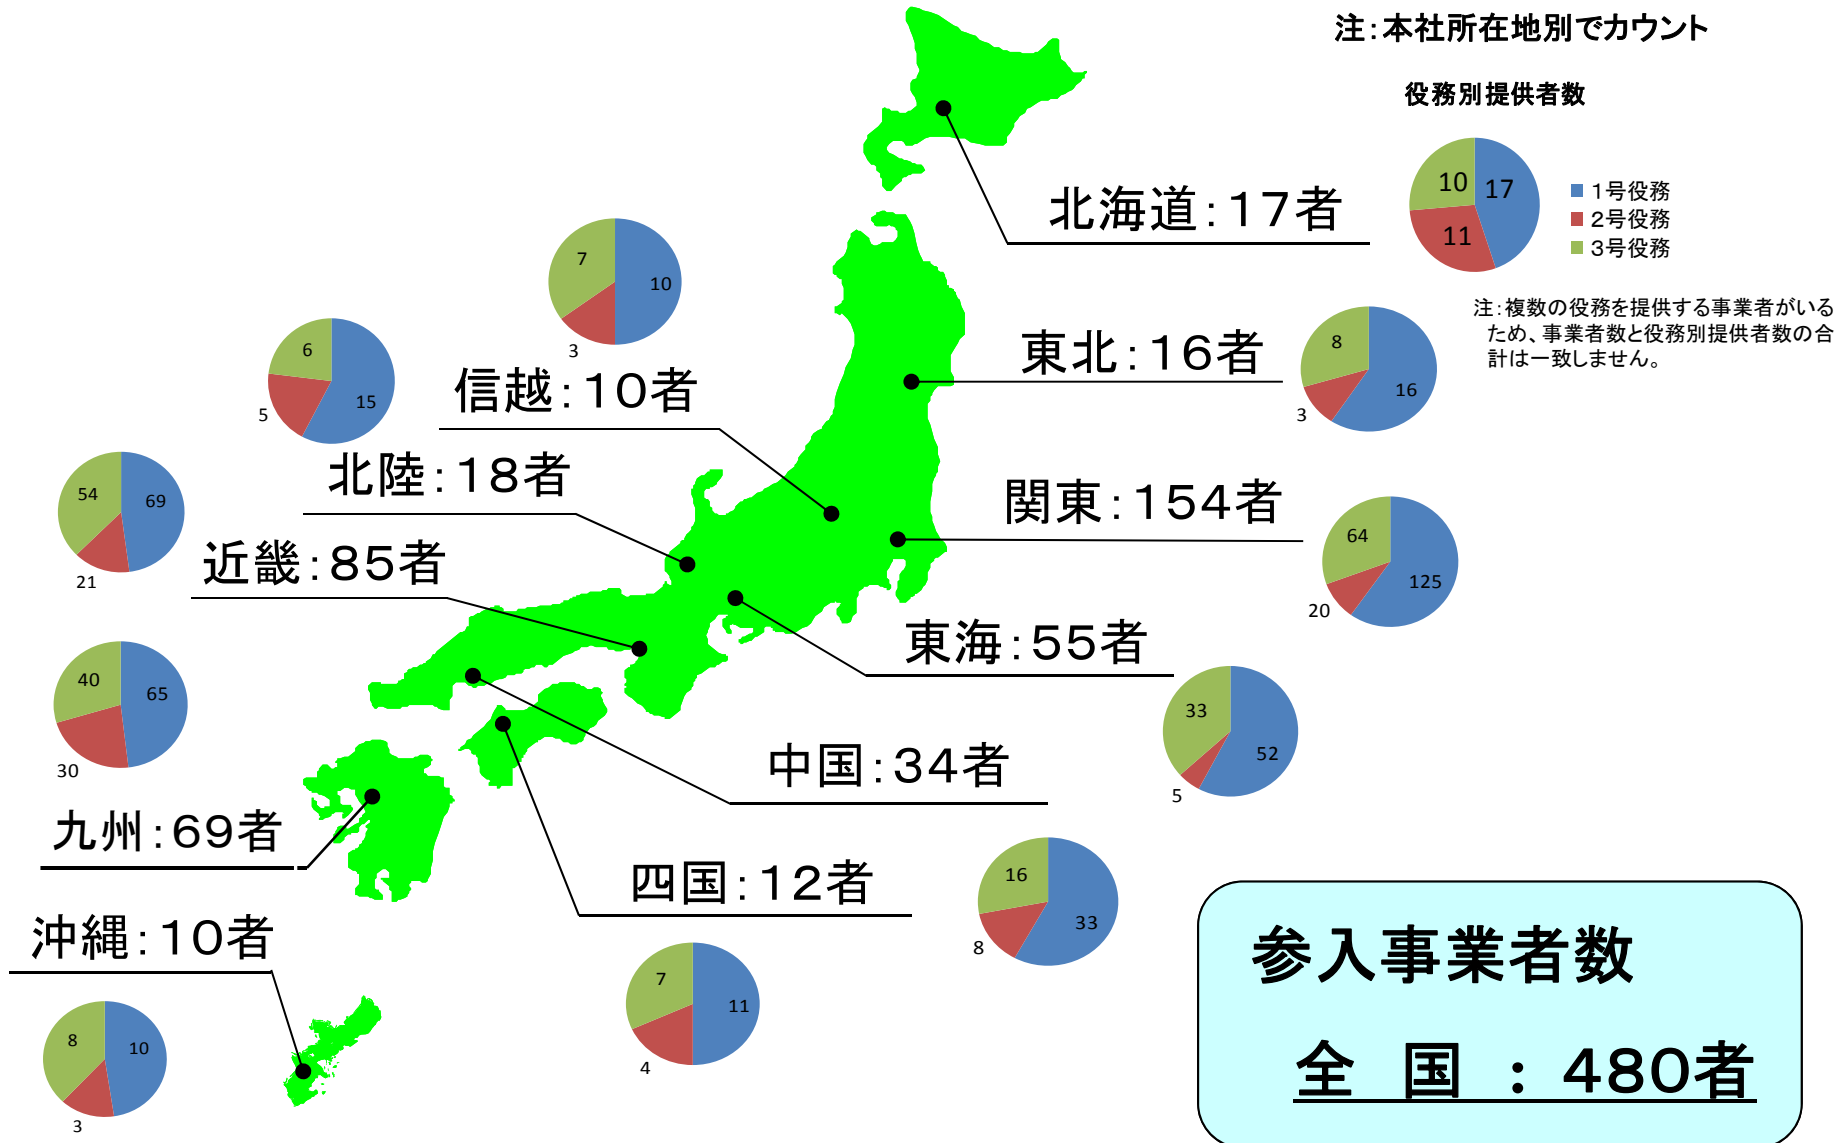 注：本社所在地別でカウント
役務別提供者数
10
17
11
1号役務
2号役務
3号役務
北海道：17者
注：複数の役務を提供する事業者がいる
ため、事業者数と役務別提供者数の合
計は一致しません。
7
10
3
東北：16者
8
16
3
6
15
5
信越：10者
北陸：18者
54
69
21
関東：154者
64
125
20
近畿：85者
東海：55者
33
52
5
40
65
30
中国：34者
16
33
8
九州：69者
四国：12者
7
11
4
沖縄：10者
8
10
3
参入事業者数
全国：480者